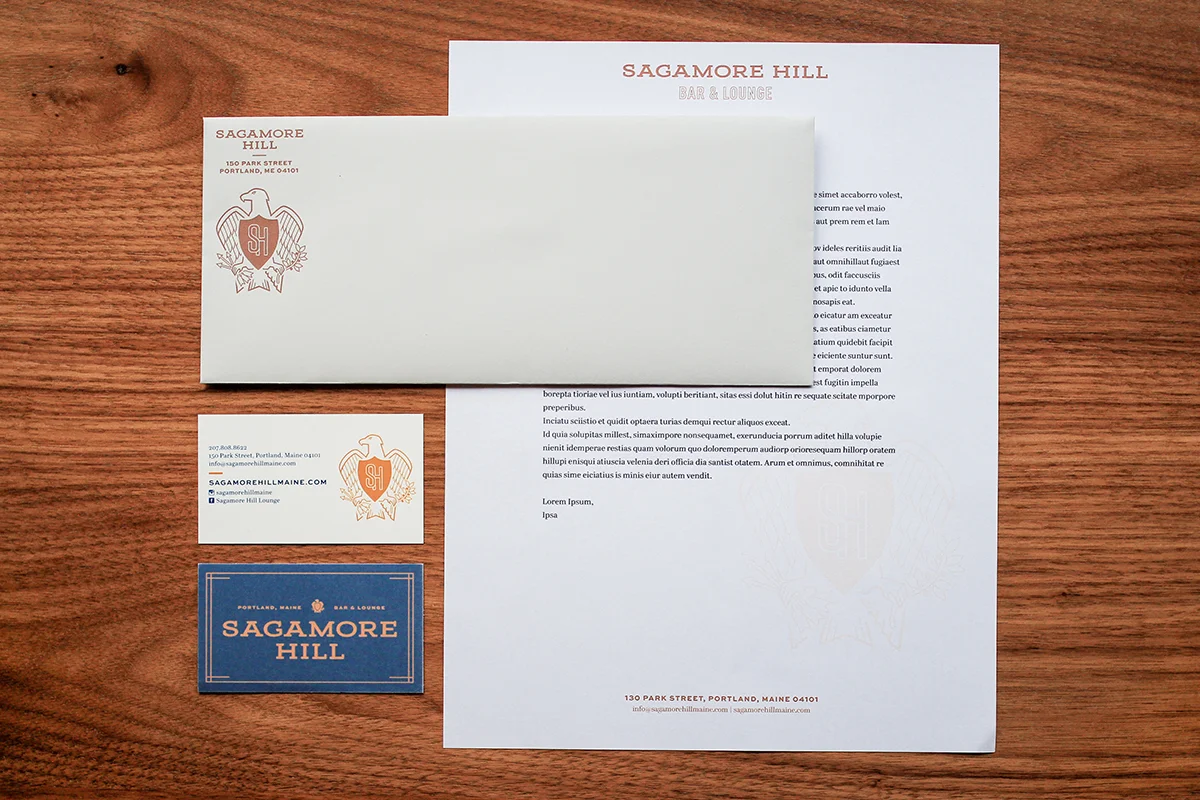 SAGAMORE HILL
BAR & LOUNGE
SAGAMORE
HILL
150 PARK STREET
PORTLAND, ME 04101
SH
e simet accaborro volest,
acerum rae vel maio
aut prem rem et lam
ov ideles reritiis audit lia
aut omnihillaut fugiaest
ous, odit faccusciis
et apic to idunto vella
nosapis eat.
o eicatur am exceatur
s, as eatibus ciametur
atium quidebit facipit
e eiciente suntur sunt.
t emporat dolorem
est fugitin impella
borepta tioriae vel ius iuntiam, volupti beritiant, sitas essi dolut hitin re sequate scitate mporpore
preperibus.
Inciatu sciistio et quidit optaera turias demqui rectur aliquos exceat.
Id quia solupitas millest, simaximpore nonsequamet, exerunducia porrum aditet hilla volupie
nienit idemperae restias quam volorum quo doloremperum audiorp orioresequam hillorp oratem
hillupi enisqui atiuscia velenia deri officia dia santist otatem. Arum et omnimus, comnihitat re
quias sime eiciatius is minis eiur autem vendit.
Lorem Ipsum,
Ipsa
SH
130 PARK STREET, PORTLAND, MAINE 04101
info@sagamorehillmaine.com | sagamorehillmaine.com
207.808.8622
150 Park Street, Portland, Maine 04101
info@sagamorehillmaine.com
SAGAMOREHILLMAINE.COM
sagamorehillmaine
Sagamore Hill Lounge
SH
PORTLAND, MAINE BAR & LOUNGE
SAGAMORE
HILL